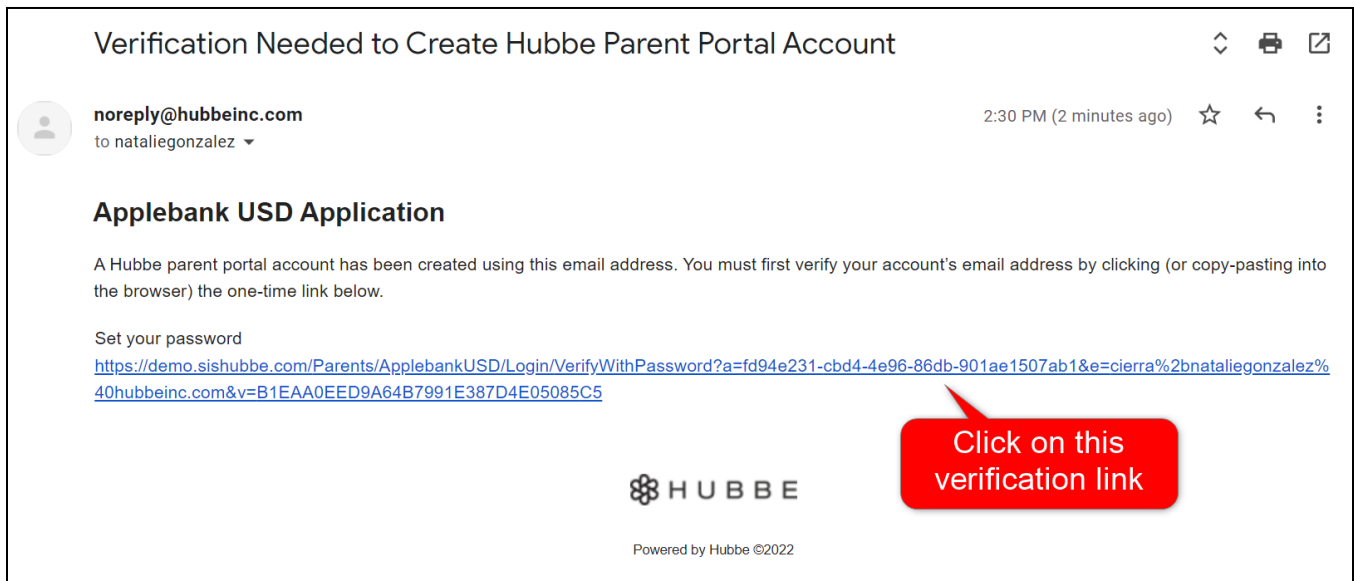 Verification Needed to Create Hubbe Parent Portal Account
noreply@hubbeinc.com
2:30 PM (2 minutes ago)
to nataliegonzalez
Applebank USD Application
A Hubbe parent portal account has been created using this email address. You must first verify your account's email address by clicking (or copy-pasting into
the browser) the one-time link below.
Set your password
https://demo.sishubbe.com/Parents/ApplebankUSD/Login/VerifyWithPassword?a=fd94e231-cbd4-4e96-86db-901ae1507ab1&e=cierra%2bnataliegonzalez%
40hubbeinc.com&v=B1EAA0EED9A64B7991E387D4E05085C5
Click on this
verification link
HUBBE
Powered by Hubbe ©2022